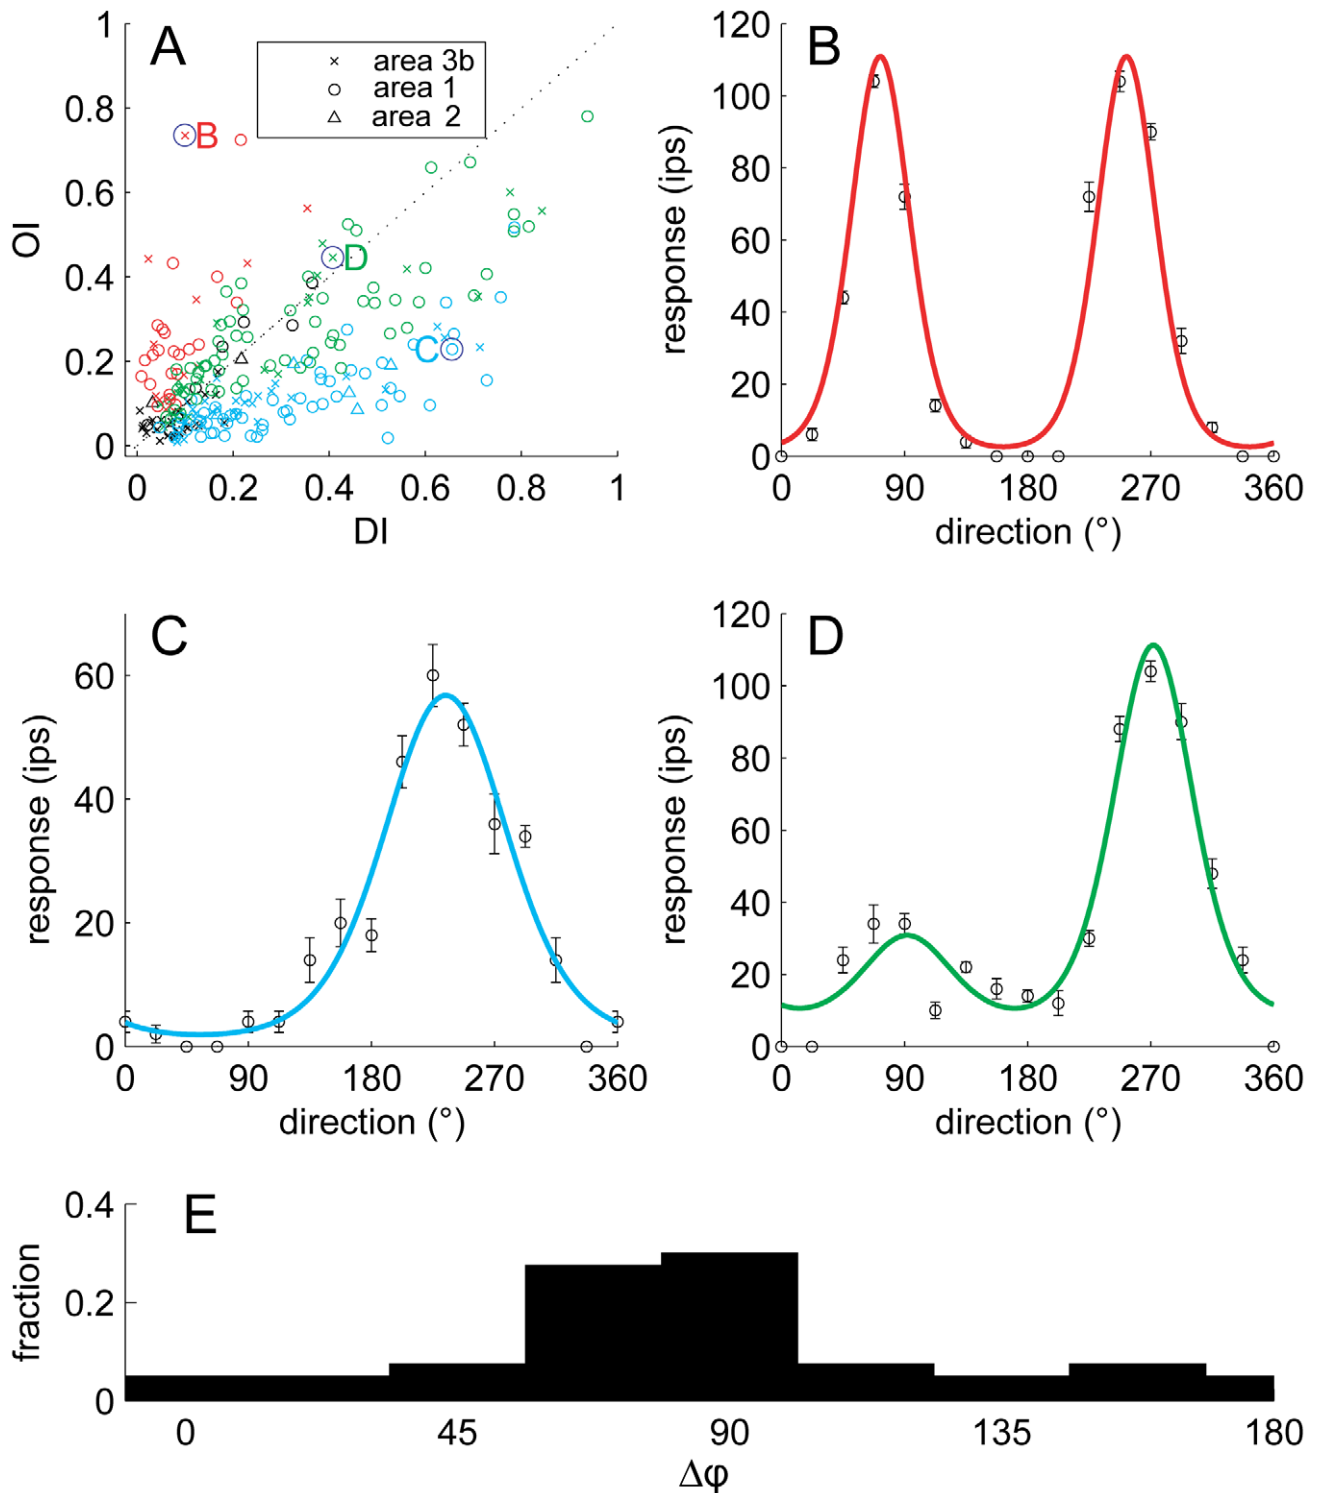 A
1
0.8
0.6
0.4
0.2
0
OI
area 3b
area 1
area 2
B
D
C
0 0.2 0.4 0.6 0.8 1
DI
B
120
100
80
60
40
20
0
response (ips)
0 90 180 270 360
direction (°)
C
60
40
20
0
response (ips)
0 90 180 270 360
direction (°)
D
120
100
80
60
40
20
0
response (ips)
0 90 180 270 360
direction (°)
E
0.4
0.2
0
fraction
0 45 90 135 180
Δφ